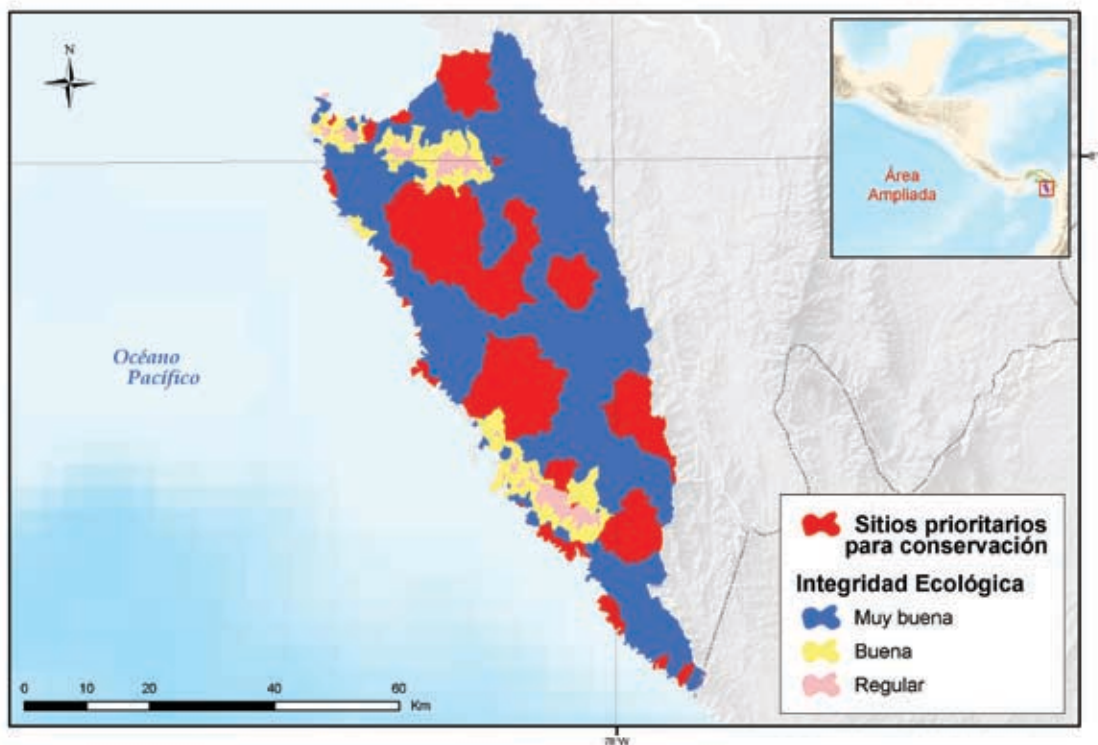 N
Área
Ampliada
Océano
Pacífico
Sitios prioritarios
para conservación
Integridad Ecológica
Muy buena
Buena
Regular
0 10 20 40 60
Km
78°W